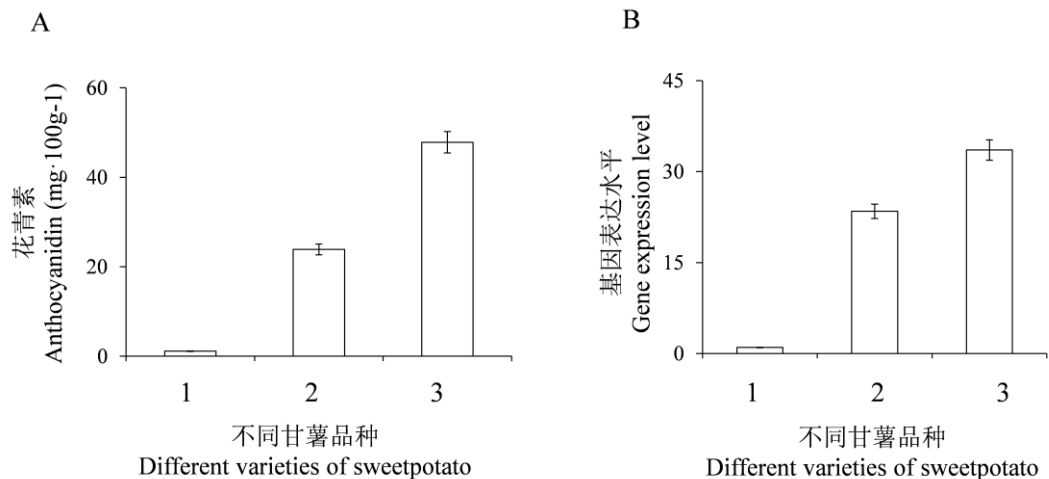 A
60
40
20
0
花青素
Anthocyanidin (mg·100g-1)
1 2 3
不同甘薯品种
Different varieties of sweetpotato
B
45
30
15
0
基因表达水平
Gene expression level
1 2 3
不同甘薯品种
Different varieties of sweetpotato